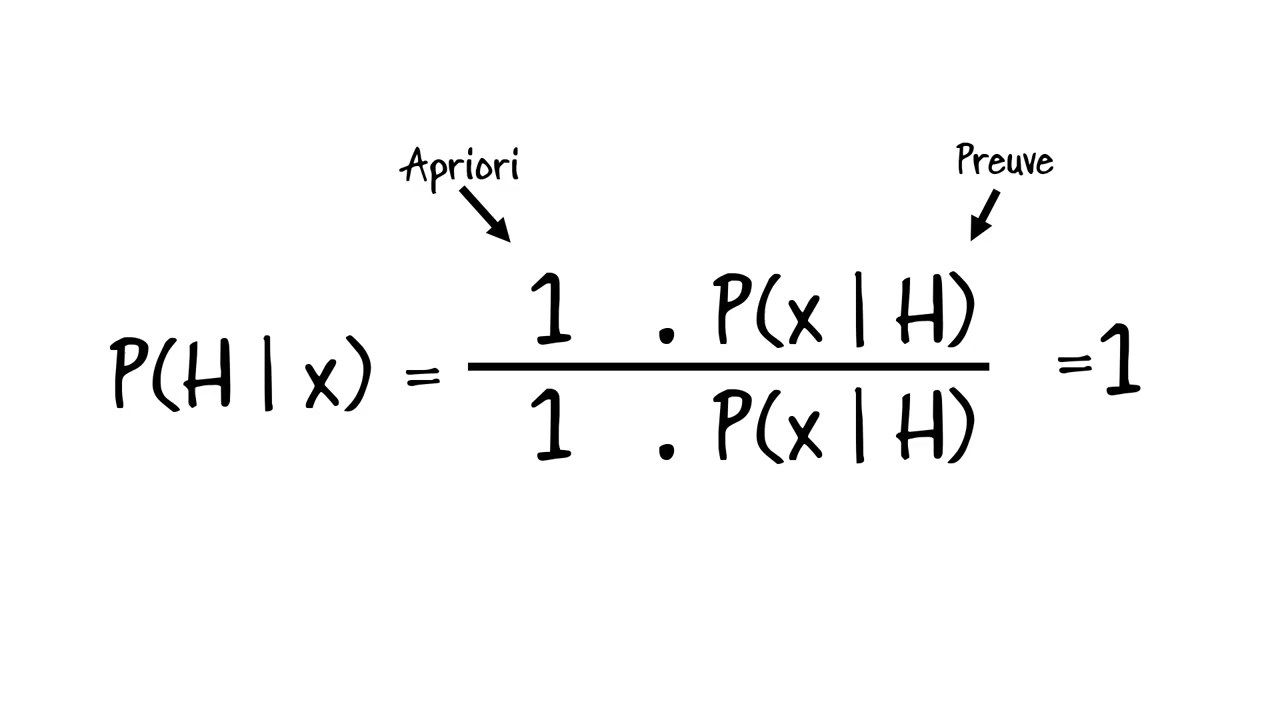 Apriori Preuve
1 . P(x | H)
P(H | x) = =1
1 . P(x | H)